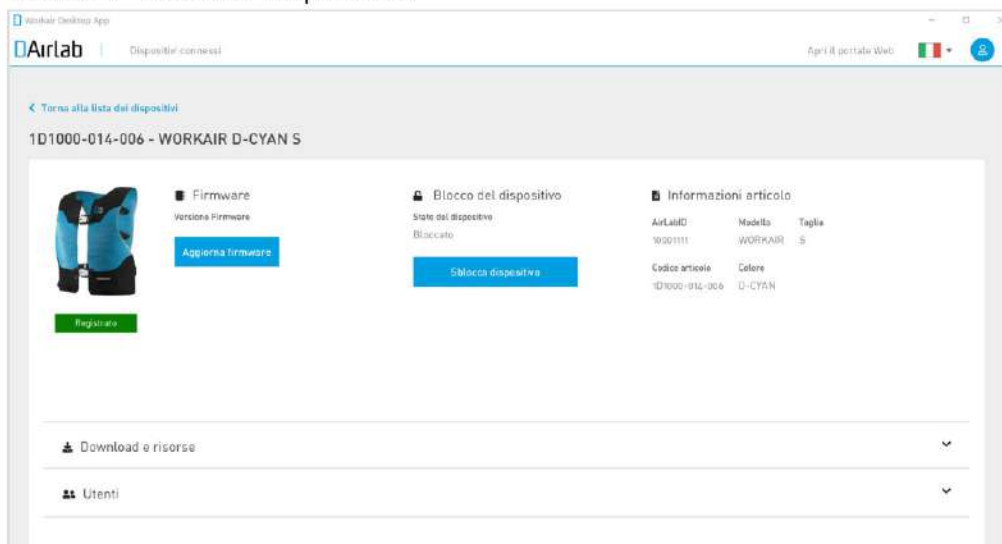 Workair Desktop App
DAırlab
Dispositivi connessi
Apri il portale Web
Torna alla lista dei dispositivi
1D1000-014-006 - WORKAIR D-CYAN S
Firmware
Versione Firmware
Aggiorna firmware
Registrato
Blocco del dispositivo
Stato del dispositivo
Bloccato
Sblocca dispositivo
Informazioni articolo
AirLabID Modello Taglia
10001111 WORKAIR S
Codice articolo Colore
1D1000-014-006 D-CYAN
Download e risorse
Utenti